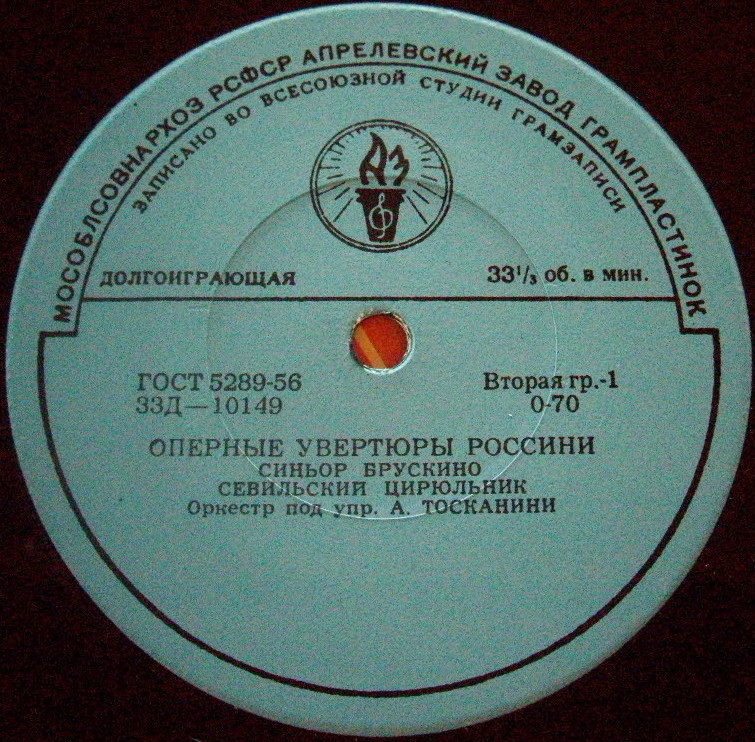 МОСОБЛСОВНАРХОЗ РСФСР АПРЕЛЕВСКИЙ ЗАВОД ГРАМПЛАСТИНОК
ЗАПИСАНО ВО ВСЕСОЮЗНОЙ СТУДИИ ГРАМЗАПИСИ
АЗ
ДОЛГОИГРАЮЩАЯ 33⅓ об. в мин.
ГОСТ 5289-56 Вторая гр.-1
33Д—10149 0-70
ОПЕРНЫЕ УВЕРТЮРЫ РОССИНИ
СИНЬОР БРУСКИНО
СЕВИЛЬСКИЙ ЦИРЮЛЬНИК
Оркестр под упр. А. ТОСКАНИНИ